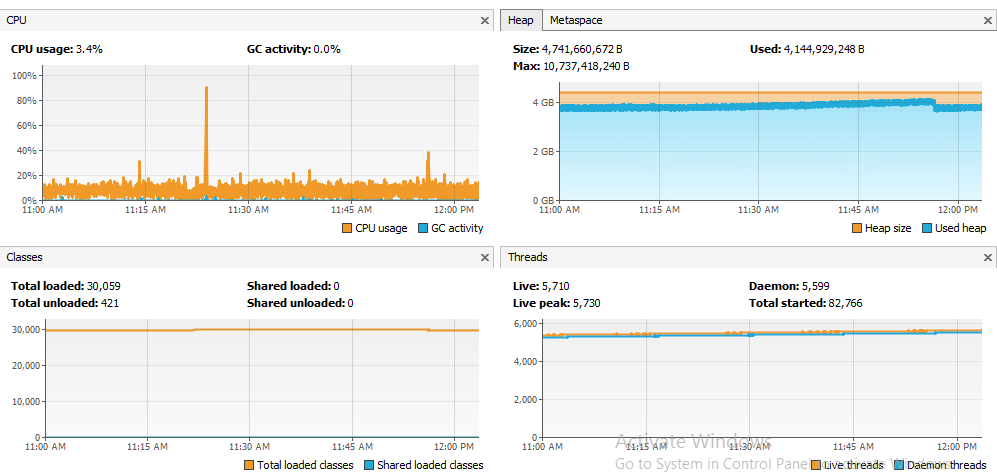 CPU
CPU usage: 3.4% GC activity: 0.0%
100%
80%
60%
40%
20%
0%
11:00 AM 11:15 AM 11:30 AM 11:45 AM 12:00 PM
CPU usage GC activity
Heap Metaspace
Size: 4,741,660,672 B Used: 4,144,929,248 B
Max: 10,737,418,240 B
4 GB
2 GB
0 GB
11:00 AM 11:15 AM 11:30 AM 11:45 AM 12:00 PM
Heap size Used heap
Classes
Total loaded: 30,059 Shared loaded: 0
Total unloaded: 421 Shared unloaded: 0
30,000
20,000
10,000
0
11:00 AM 11:15 AM 11:30 AM 11:45 AM 12:00 PM
Total loaded classes Shared loaded classes
Threads
Live: 5,710 Daemon: 5,599
Live peak: 5,730 Total started: 82,766
6,000
4,000
2,000
0
11:00 AM 11:15 AM 11:30 AM 11:45 AM 12:00 PM
Live threads Daemon threads
Activate Windows
Go to System in Control Panel to activate Windows.